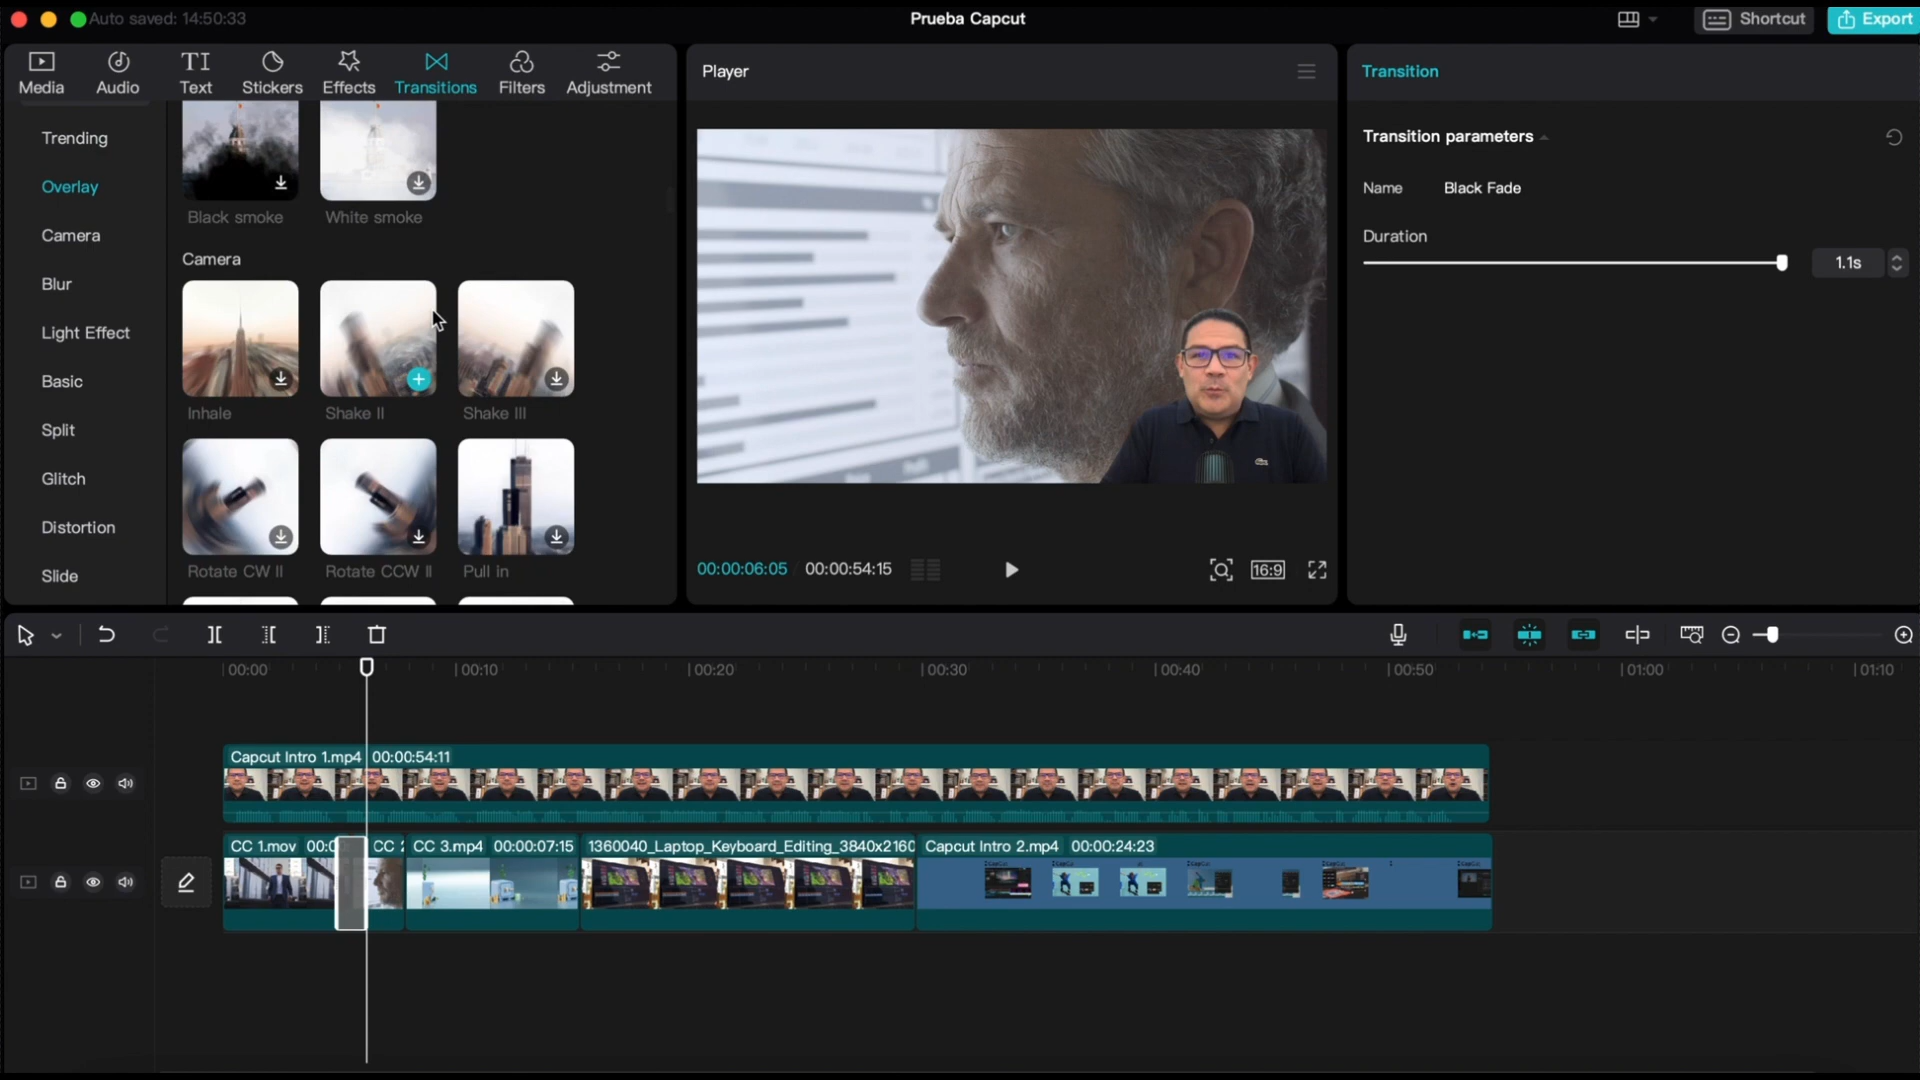 Auto saved: 14:50:33
Prueba Capcut
Shortcut
Export
Media
Audio
TI
Text
Stickers
Effects
Transitions
Filters
Adjustment
Trending
Overlay
Camera
Blur
Light Effect
Basic
Split
Glitch
Distortion
Slide
Black smoke
White smoke
Camera
Inhale
Shake II
Shake III
Rotate CW II
Rotate CCW II
Pull in
Player
00:00:06:05
00:00:54:15
16:9
Transition
Transition parameters
Name
Black Fade
Duration
1.1s
00:00
00:10
00:20
00:30
00:40
00:50
01:00
01:10
Capcut Intro 1.mp4 00:00:54:11
CC 1.mov 00:0
CC 2
CC 3.mp4 00:00:07:15
1360040_Laptop_Keyboard_Editing_3840x2160
Capcut Intro 2.mp4 00:00:24:23